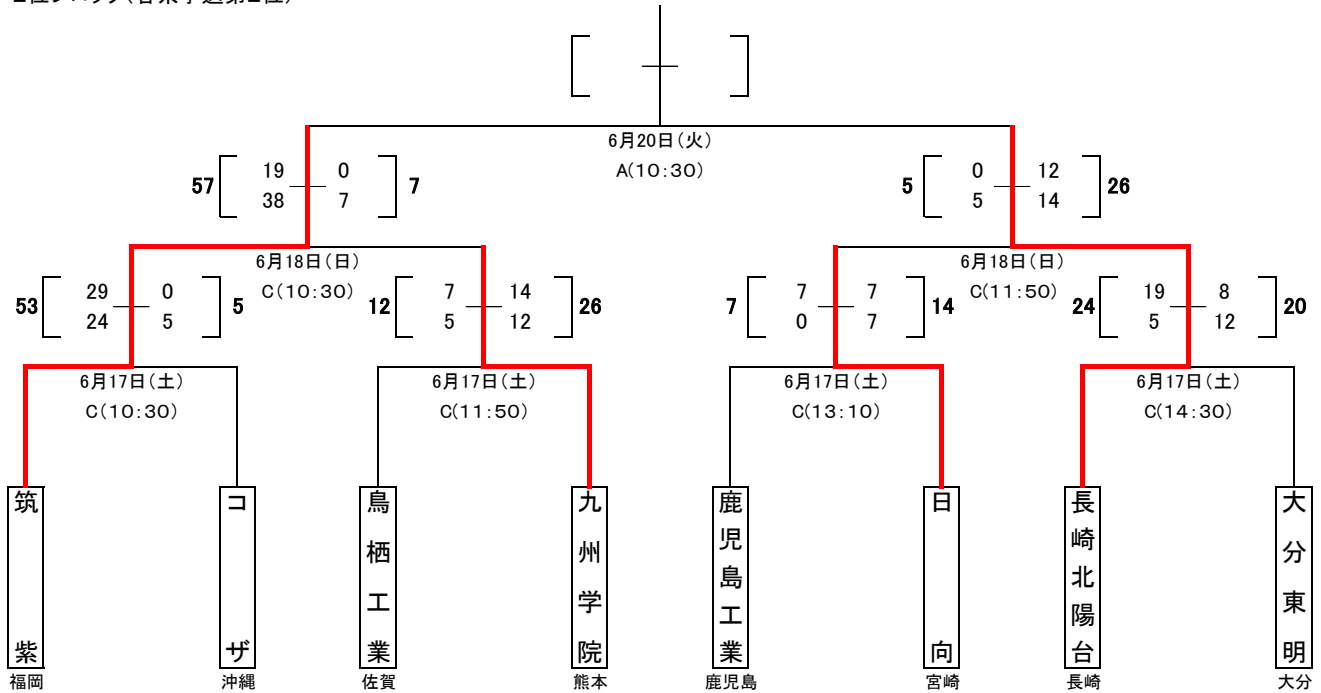 6月20日(火)
A(10:30)
57 19 0 7
38 7
5 0 12 26
5 14
6月18日(日)
C(10:30)
6月18日(日)
C(11:50)
53 29 0 5
24 5
12 7 14 26
5 12
7 7 7 14
0 7
24 19 8 20
5 12
6月17日(土)
C(10:30)
6月17日(土)
C(11:50)
6月17日(土)
C(13:10)
6月17日(土)
C(14:30)
筑紫
コザ
鳥栖工業
九州学院
鹿児島工業
日向
長崎北陽台
大分東明
福岡
沖縄
佐賀
熊本
鹿児島
宮崎
長崎
大分